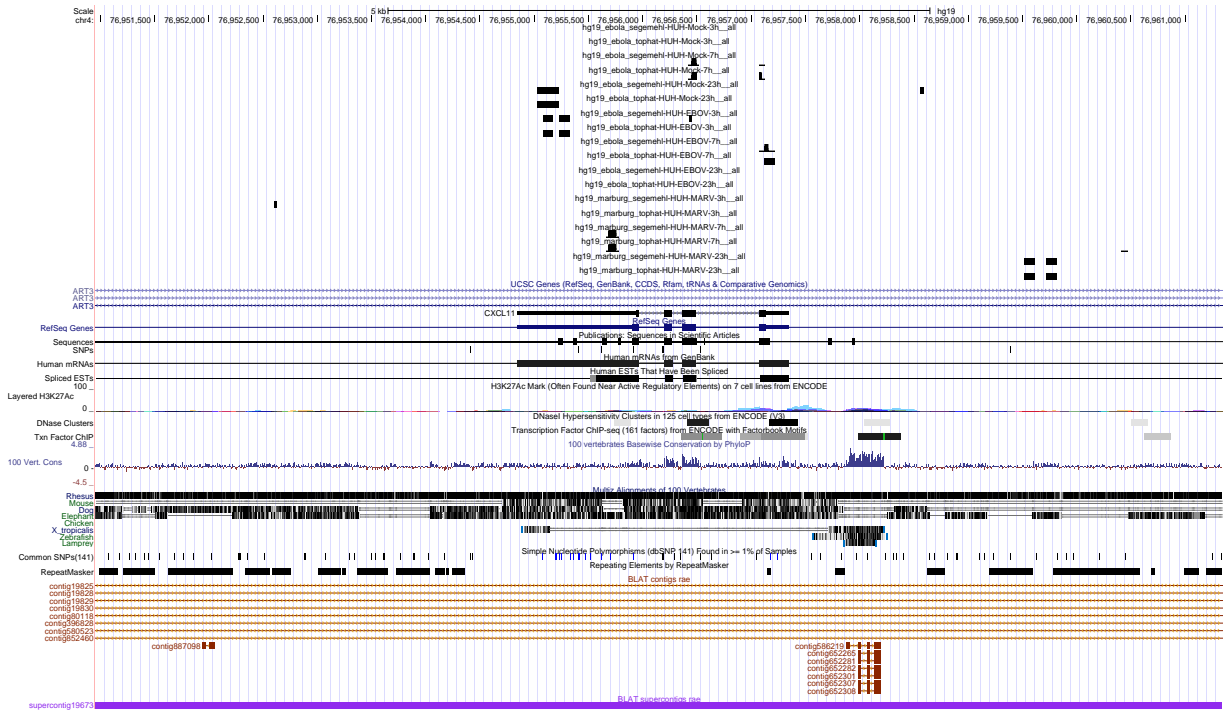 Scale 5 kb hg19
chr4: 76,951,500 76,952,000 76,952,500 76,953,000 76,953,500 76,954,000 76,954,500 76,955,000 76,955,500 76,956,000 76,956,500 76,957,000 76,957,500 76,958,000 76,958,500 76,959,000 76,959,500 76,960,000 76,960,500 76,961,000
hg19_ebola_segemehl-HUH-Mock-3h__all
hg19_ebola_tophat-HUH-Mock-3h__all
hg19_ebola_segemehl-HUH-Mock-7h__all
hg19_ebola_tophat-HUH-Mock-7h__all
hg19_ebola_segemehl-HUH-Mock-23h__all
hg19_ebola_tophat-HUH-Mock-23h__all
hg19_ebola_segemehl-HUH-EBOV-3h__all
hg19_ebola_tophat-HUH-EBOV-3h__all
hg19_ebola_segemehl-HUH-EBOV-7h__all
hg19_ebola_tophat-HUH-EBOV-7h__all
hg19_ebola_segemehl-HUH-EBOV-23h__all
hg19_ebola_tophat-HUH-EBOV-23h__all
hg19_marburg_segemehl-HUH-MARV-3h__all
hg19_marburg_tophat-HUH-MARV-3h__all
hg19_marburg_segemehl-HUH-MARV-7h__all
hg19_marburg_tophat-HUH-MARV-7h__all
hg19_marburg_segemehl-HUH-MARV-23h__all
hg19_marburg_tophat-HUH-MARV-23h__all
UCSC Genes (RefSeq, GenBank, CCDS, Rfam, tRNAs & Comparative Genomics)
ART3
ART3
ART3
CXCL11
RefSeq Genes
RefSeq Genes
Publications: Sequences in Scientific Articles
Sequences
SNPs
Human mRNAs from GenBank
Human mRNAs
Human ESTs That Have Been Spliced
Spliced ESTs
H3K27Ac Mark (Often Found Near Active Regulatory Elements) on 7 cell lines from ENCODE
100 _
Layered H3K27Ac
0 _
DNaseI Hypersensitivity Clusters in 125 cell types from ENCODE (V3)
DNase Clusters
Transcription Factor ChIP-seq (161 factors) from ENCODE with Factorbook Motifs
Txn Factor ChIP
100 vertebrates Basewise Conservation by PhyloP
4.88 _
100 Vert. Cons
0 -
-4.5 _
Multiz Alignments of 100 Vertebrates
Rhesus
Mouse
Dog
Elephant
Chicken
X_tropicalis
Zebrafish
Lamprey
Simple Nucleotide Polymorphisms (dbSNP 141) Found in >= 1% of Samples
Common SNPs(141)
Repeating Elements by RepeatMasker
RepeatMasker
BLAT contigs rae
contig19825
contig19828
contig19829
contig19830
contig80118
contig396828
contig580523
contig852460
contig887098 contig586219
contig652265
contig652281
contig652282
contig652301
contig652307
contig652308
BLAT supercontigs rae
supercontig19673